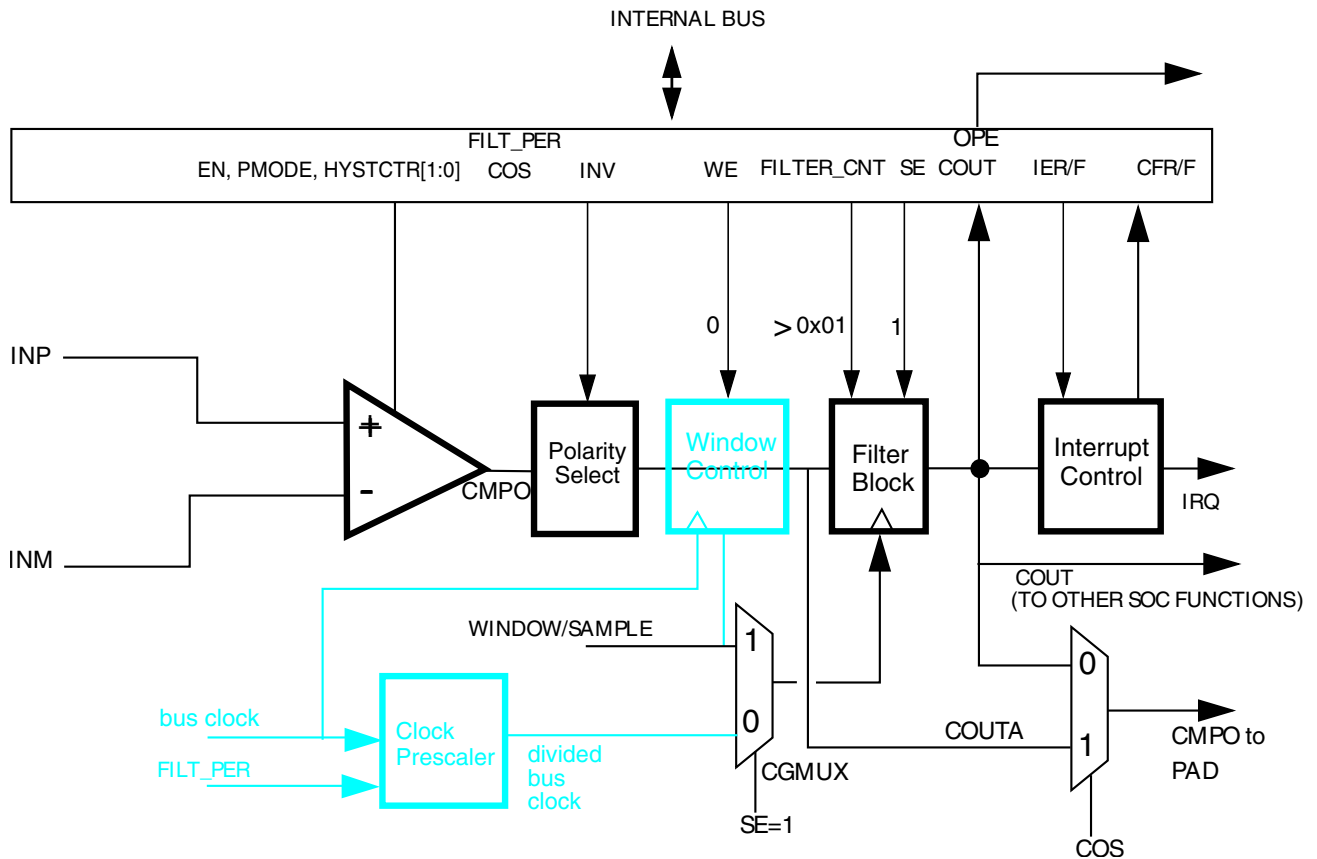 INTERNAL BUS
FILT_PER
OPE
EN, PMODE, HYSTCTR[1:0]
COS
INV
WE
FILTER_CNT
SE
COUT
IER/F
CFR/F
0
> 0x01
1
INP
+
-
INM
CMPO
Polarity
Select
Window
Control
Filter
Block
Interrupt
Control
IRQ
COUT
(TO OTHER SOC FUNCTIONS)
WINDOW/SAMPLE
1
0
CGMUX
SE=1
bus clock
FILT_PER
Clock
Prescaler
divided
bus
clock
COUTA
0
1
CMPO to
PAD
COS